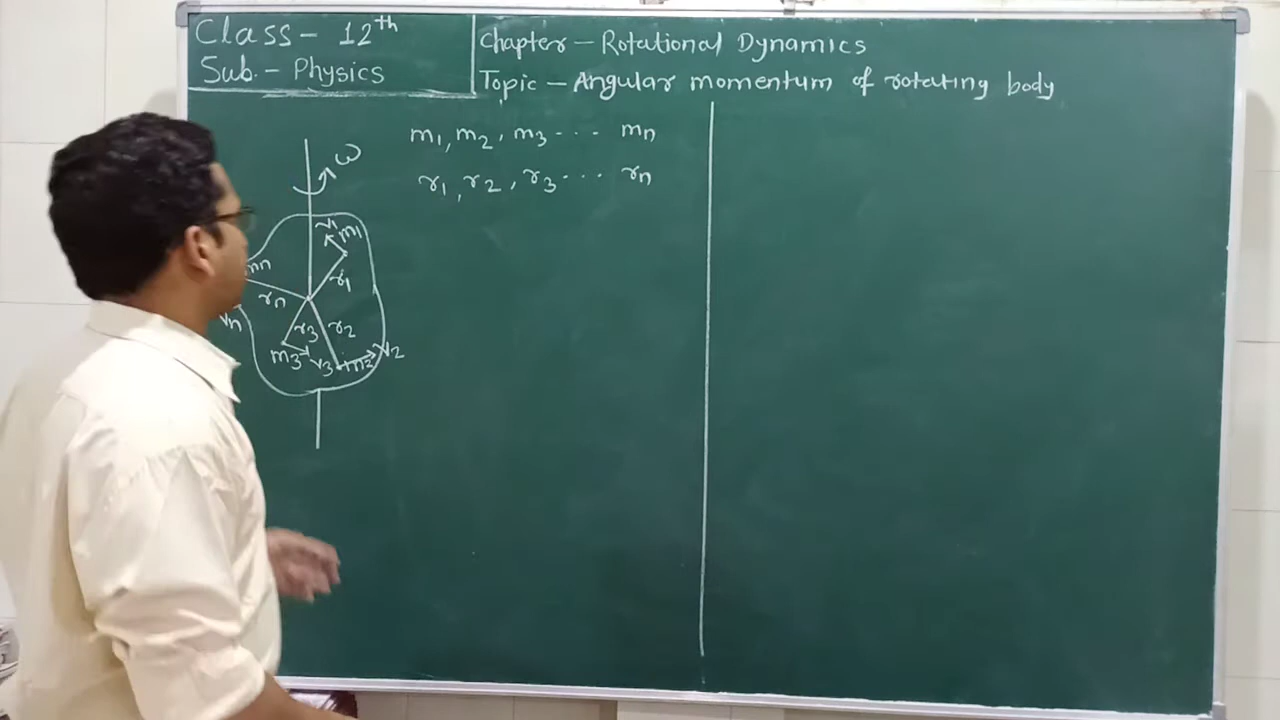 Class - 12th
Sub. - Physics
Chapter - Rotational Dynamics
Topic - Angular momentum of rotating body
m1, m2, m3 ... mn
r1, r2, r3 ... rn
ω
v1 m1
r1
mn
rn
vn
r3 r2
m3 v3 m2 v2